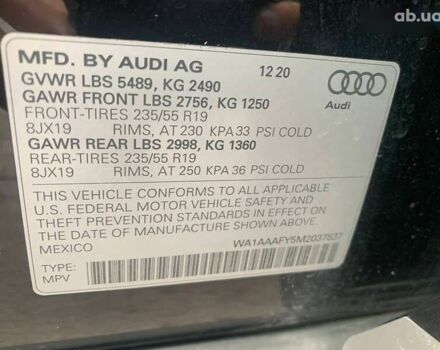 ab.ua
MFD. BY AUDI AG 12 20
GVWR LBS 5489, KG 2490
GAWR FRONT LBS 2756, KG 1250
FRONT-TIRES 235/55 R19
8JX19 RIMS, AT 230 KPA 33 PSI COLD
GAWR REAR LBS 2998, KG 1360
REAR-TIRES 235/55 R19
8JX19 RIMS, AT 250 KPA 36 PSI COLD
Audi
THIS VEHICLE CONFORMS TO ALL APPLICABLE
U.S. FEDERAL MOTOR VEHICLE SAFETY AND
THEFT PREVENTION STANDARDS IN EFFECT ON
THE DATE OF MANUFACTURE SHOWN ABOVE.
MEXICO WA1AAAFY5M2037537
TYPE:
MPV